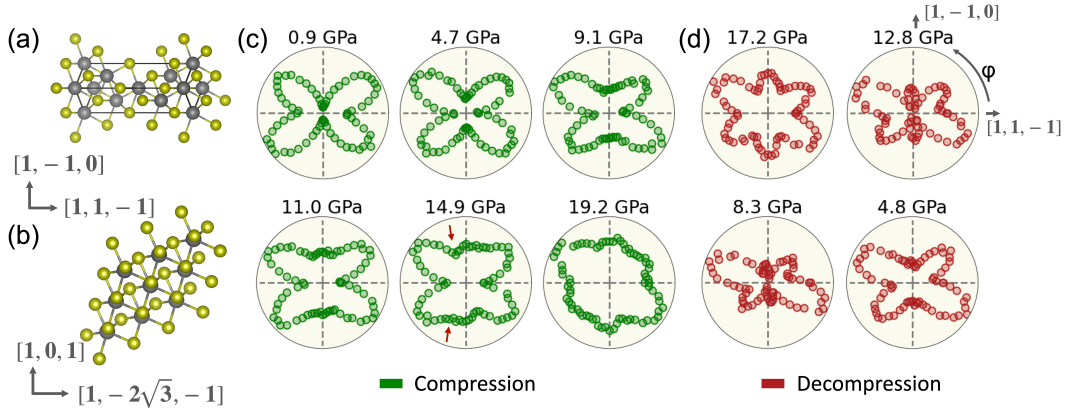 (a)
[1, −1, 0]
[1, 1, −1]
(b)
[1, 0, 1]
[1, −2√3, −1]
(c)
0.9 GPa 4.7 GPa 9.1 GPa
11.0 GPa 14.9 GPa 19.2 GPa
Compression
(d)
17.2 GPa 12.8 GPa
[1, −1, 0]
φ
[1, 1, −1]
8.3 GPa 4.8 GPa
Decompression